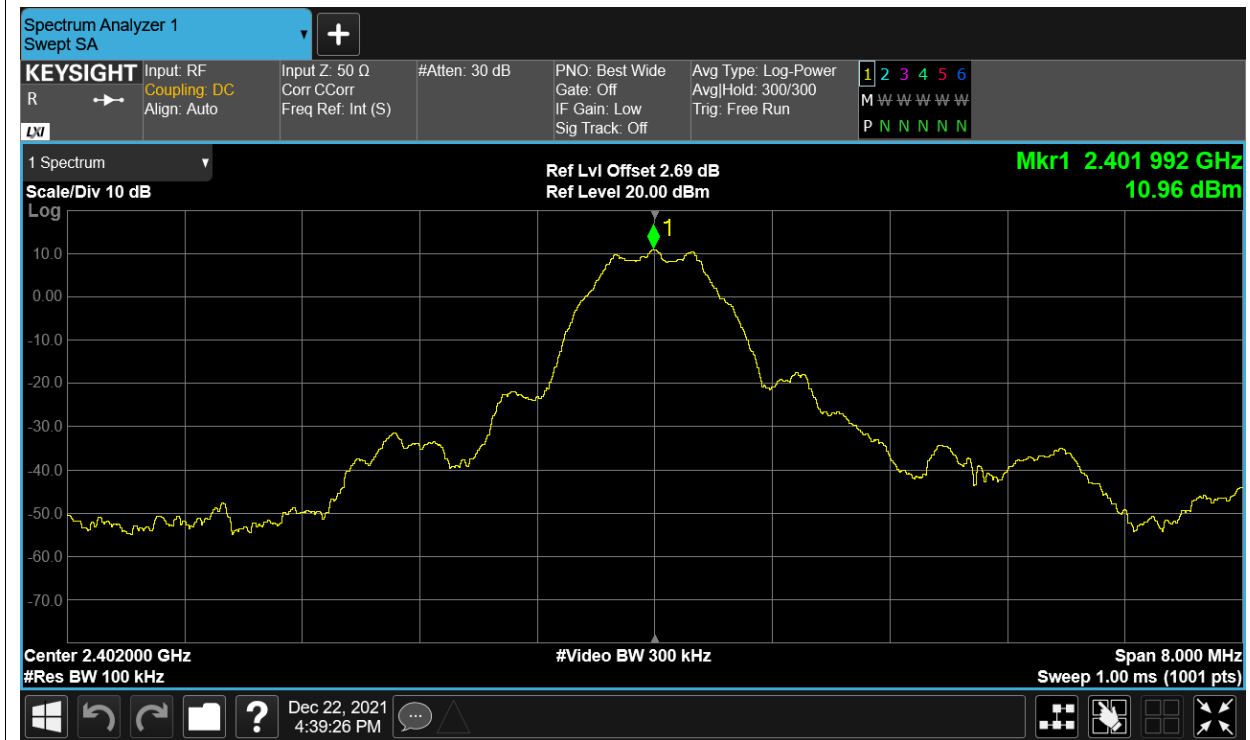 Spectrum Analyzer 1
Swept SA
KEYSIGHT
R
LXI
Input: RF
Coupling: DC
Align: Auto
Input Z: 50 Ω
Corr CCorr
Freq Ref: Int (S)
#Atten: 30 dB
PNO: Best Wide
Gate: Off
IF Gain: Low
Sig Track: Off
Avg Type: Log-Power
Avg|Hold: 300/300
Trig: Free Run
1 2 3 4 5 6
M W W W W W
P N N N N N
1 Spectrum
Scale/Div 10 dB
Ref Lvl Offset 2.69 dB
Ref Level 20.00 dBm
Mkr1 2.401 992 GHz
10.96 dBm
Log
1
10.0
0.00
-10.0
-20.0
-30.0
-40.0
-50.0
-60.0
-70.0
Center 2.402000 GHz
#Res BW 100 kHz
#Video BW 300 kHz
Span 8.000 MHz
Sweep 1.00 ms (1001 pts)
?
Dec 22, 2021
4:39:26 PM